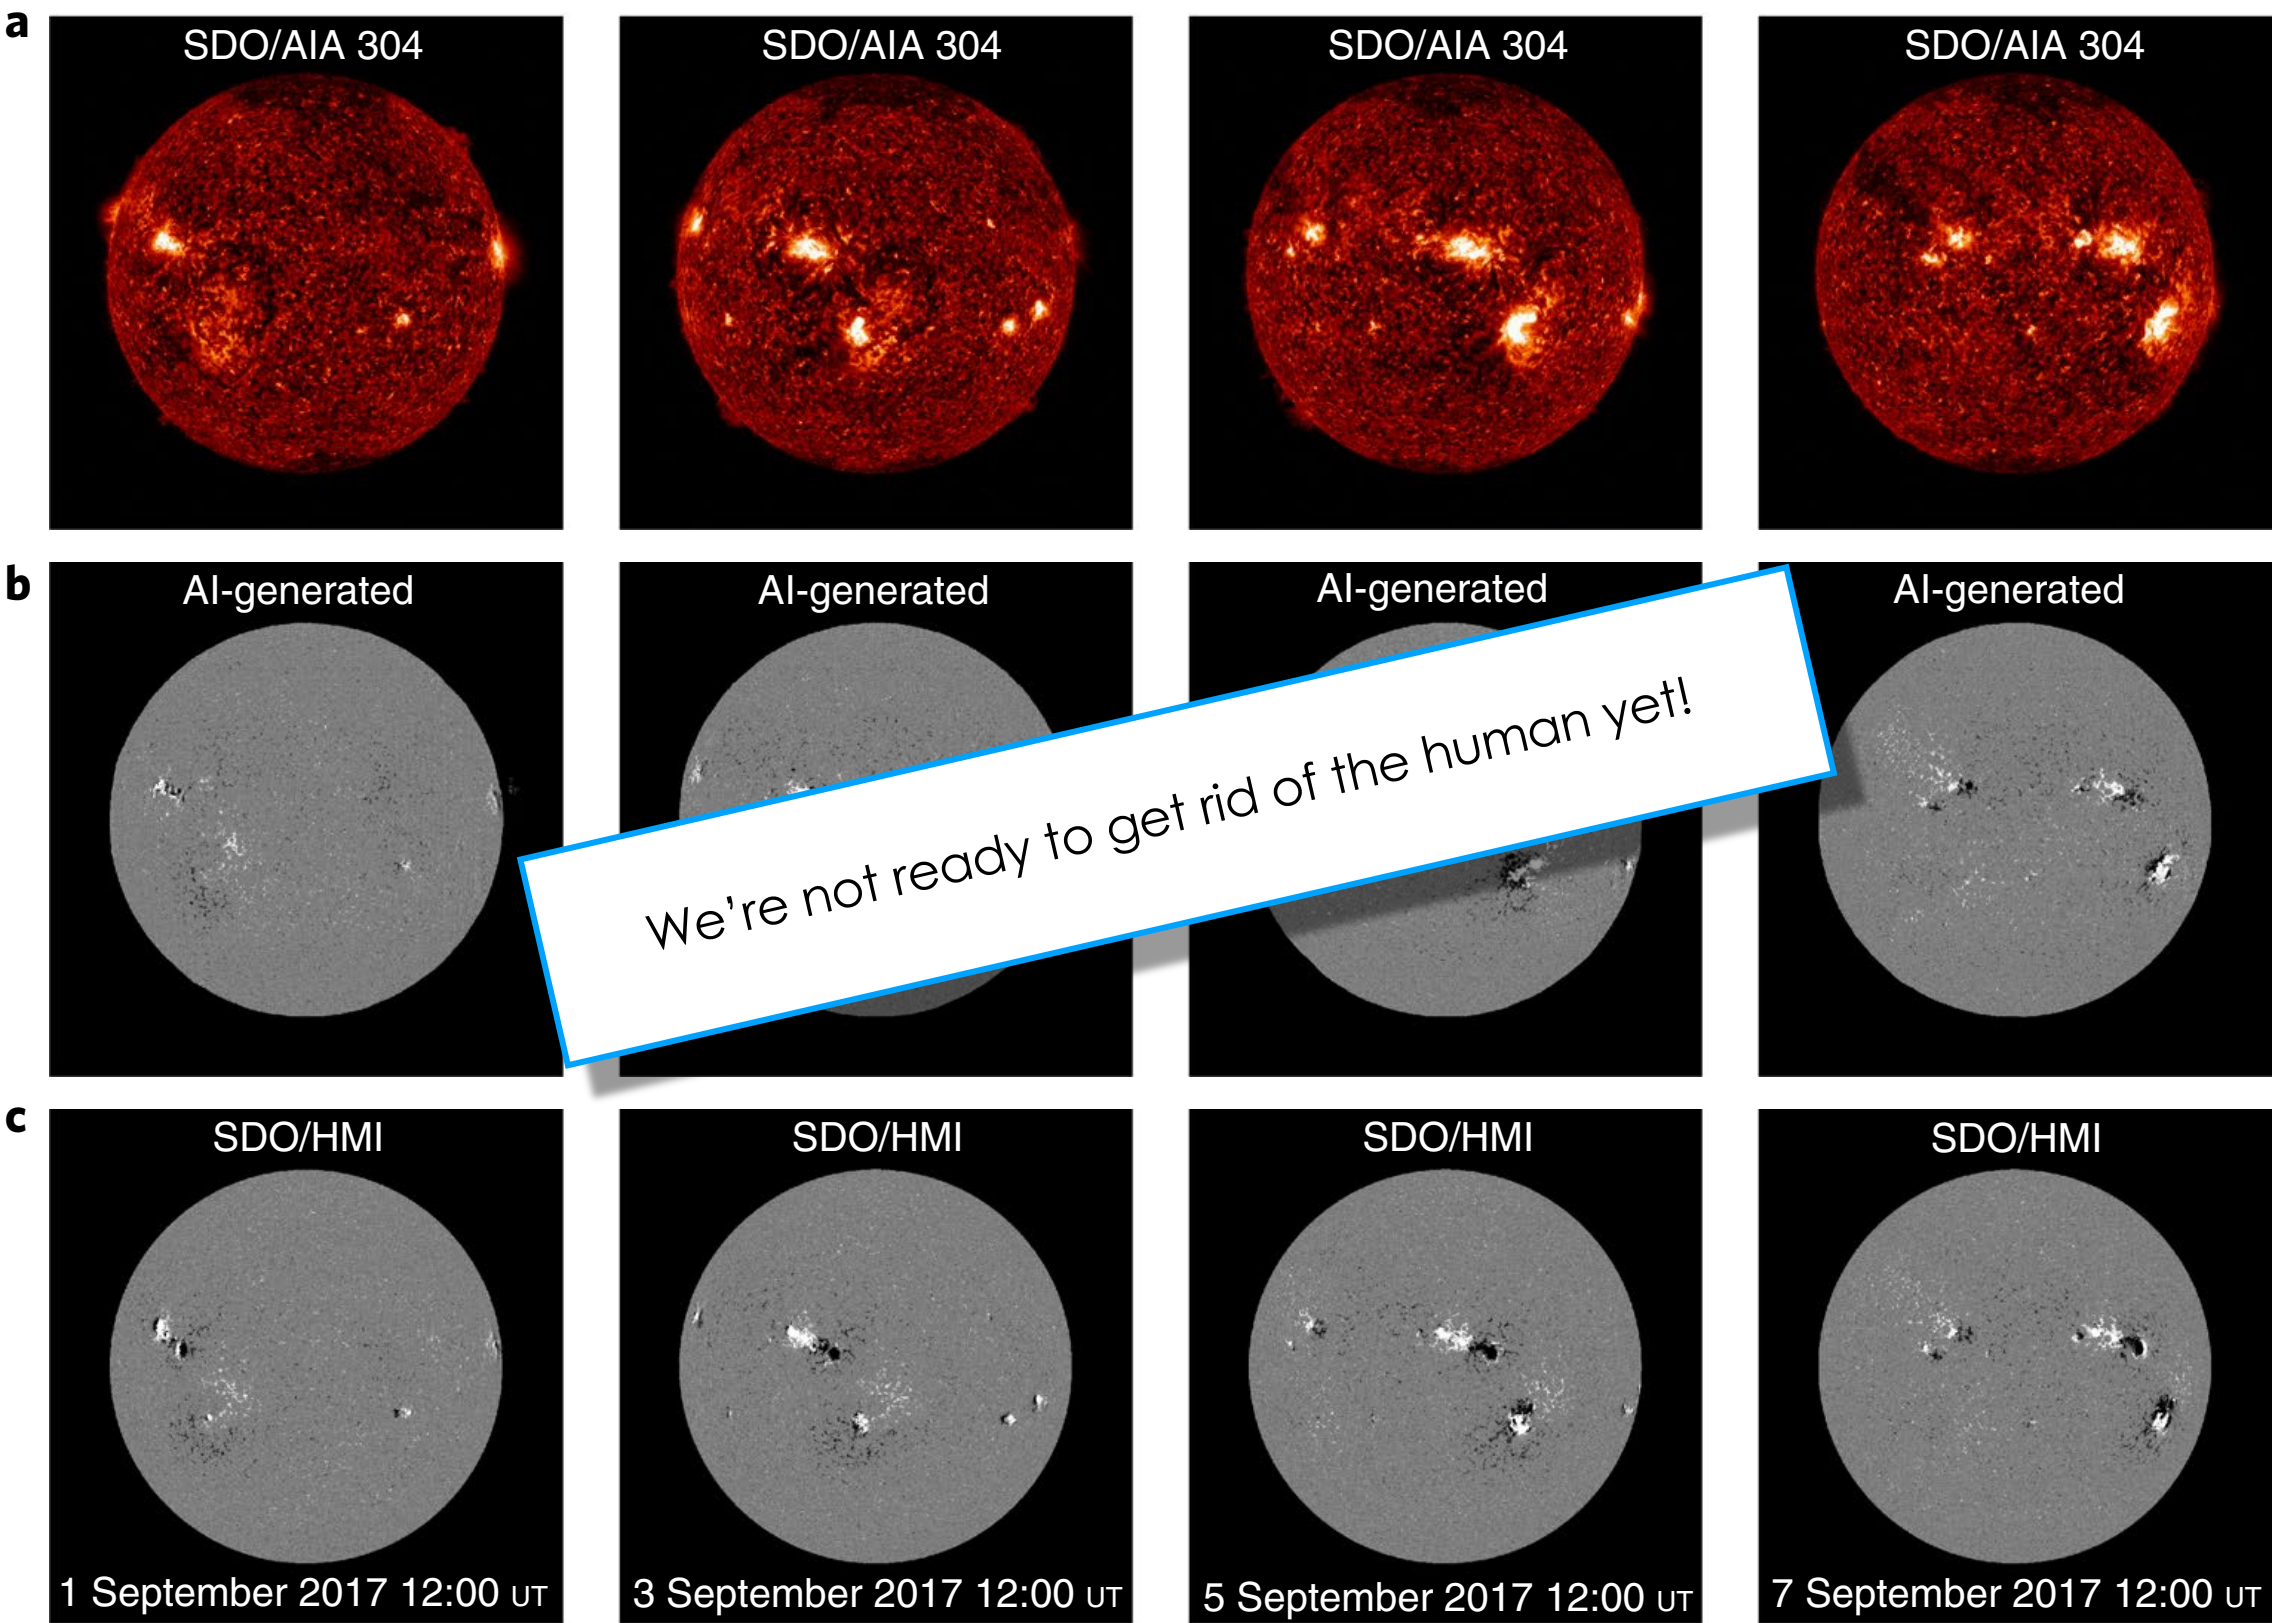 a
SDO/AIA 304
SDO/AIA 304
SDO/AIA 304
SDO/AIA 304
b
AI-generated
AI-generated
AI-generated
AI-generated
We're not ready to get rid of the human yet!
c
SDO/HMI
SDO/HMI
SDO/HMI
SDO/HMI
1 September 2017 12:00 UT
3 September 2017 12:00 UT
5 September 2017 12:00 UT
7 September 2017 12:00 UT